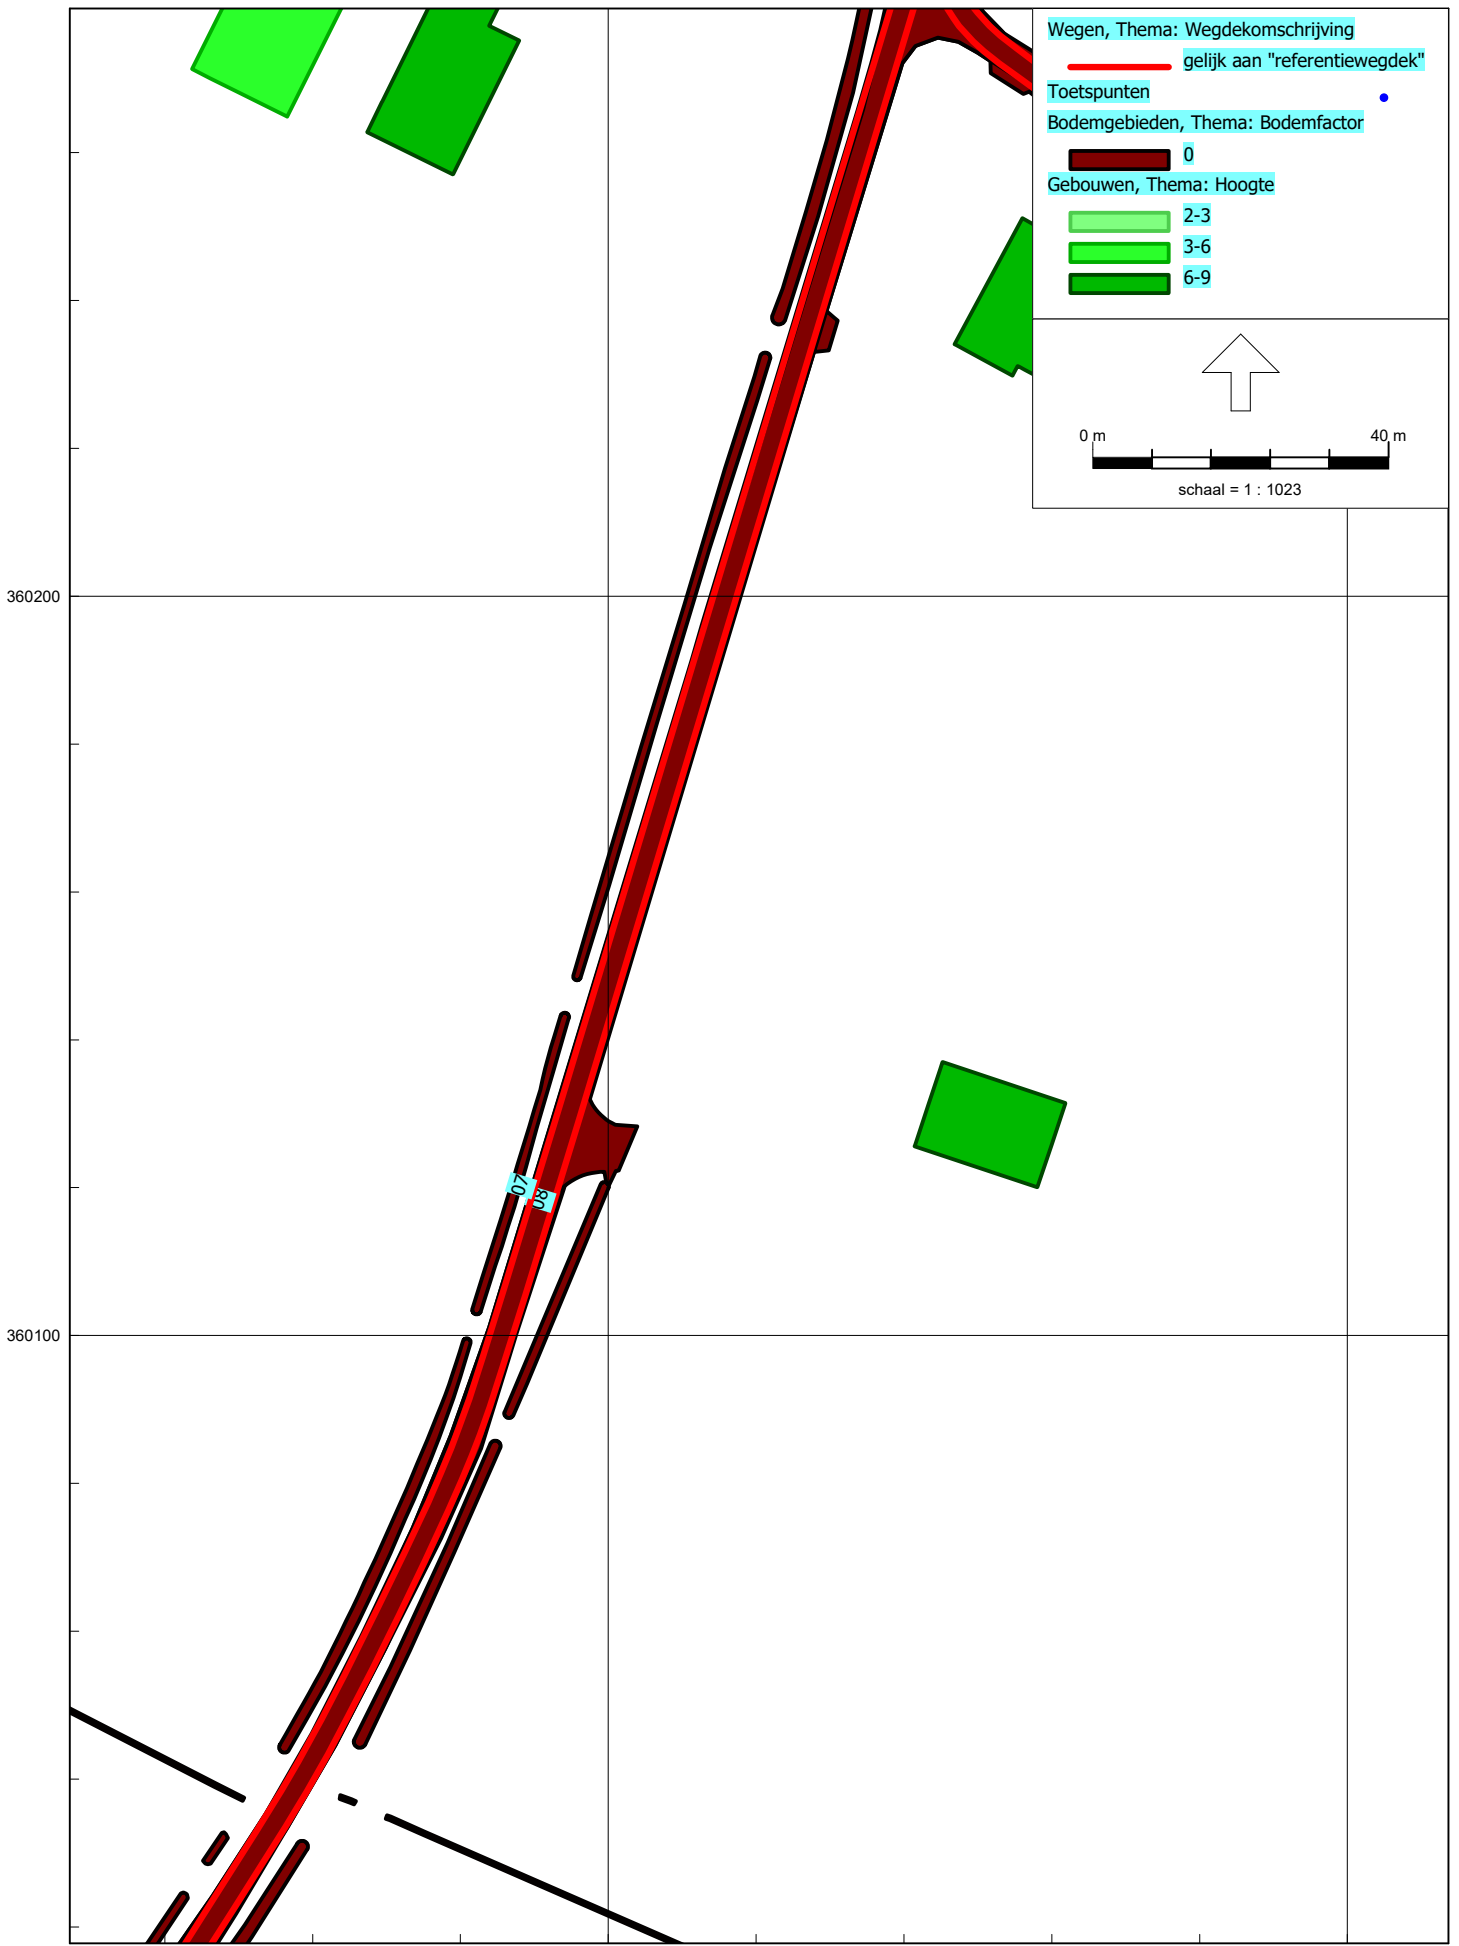 Wegen, Thema: Wegdekomschrijving
gelijk aan "referentiewegdek"
Toetspunten
Bodemgebieden, Thema: Bodemfactor
0
Gebouwen, Thema: Hoogte
2-3
3-6
6-9
0 m 40 m
schaal = 1 : 1023
360200
07
08
360100